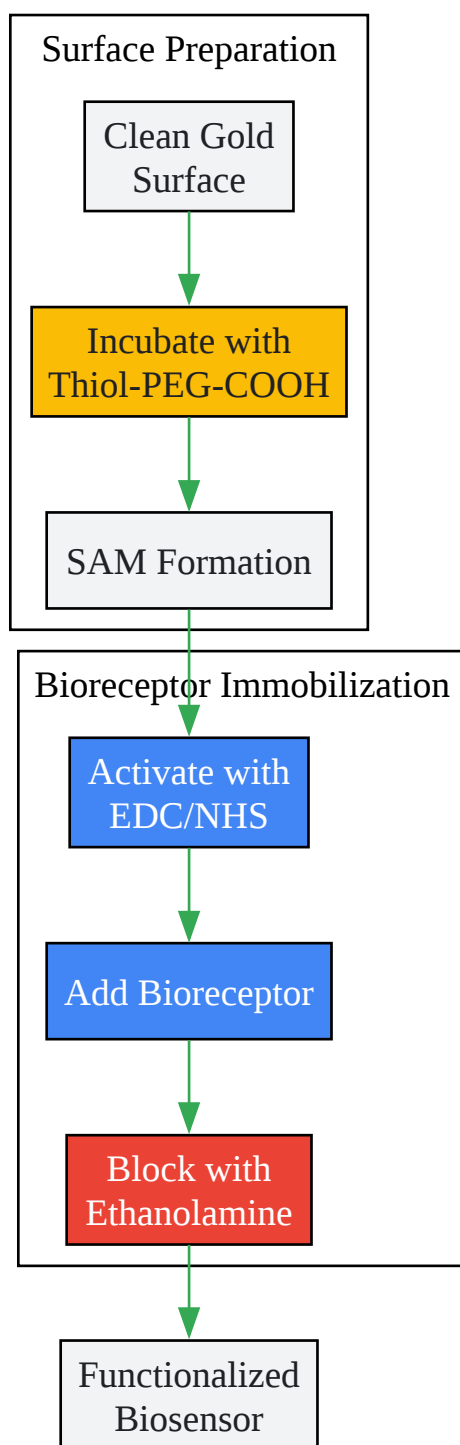 Surface Preparation
Clean Gold
Surface
Incubate with
Thiol-PEG-COOH
SAM Formation
Bioreceptor Immobilization
Activate with
EDC/NHS
Add Bioreceptor
Block with
Ethanolamine
Functionalized
Biosensor